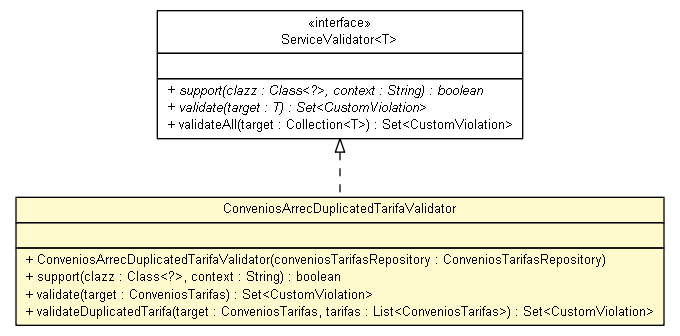 «interface»
ServiceValidator<T>
+ support(clazz : Class<?>, context : String) : boolean
+ validate(target : T) : Set<CustomViolation>
+ validateAll(target : Collection<T>) : Set<CustomViolation>
ConveniosArrecDuplicatedTarifaValidator
+ ConveniosArrecDuplicatedTarifaValidator(conveniosTarifasRepository : ConveniosTarifasRepository)
+ support(clazz : Class<?>, context : String) : boolean
+ validate(target : ConveniosTarifas) : Set<CustomViolation>
+ validateDuplicatedTarifa(target : ConveniosTarifas, tarifas : List<ConveniosTarifas>) : Set<CustomViolation>